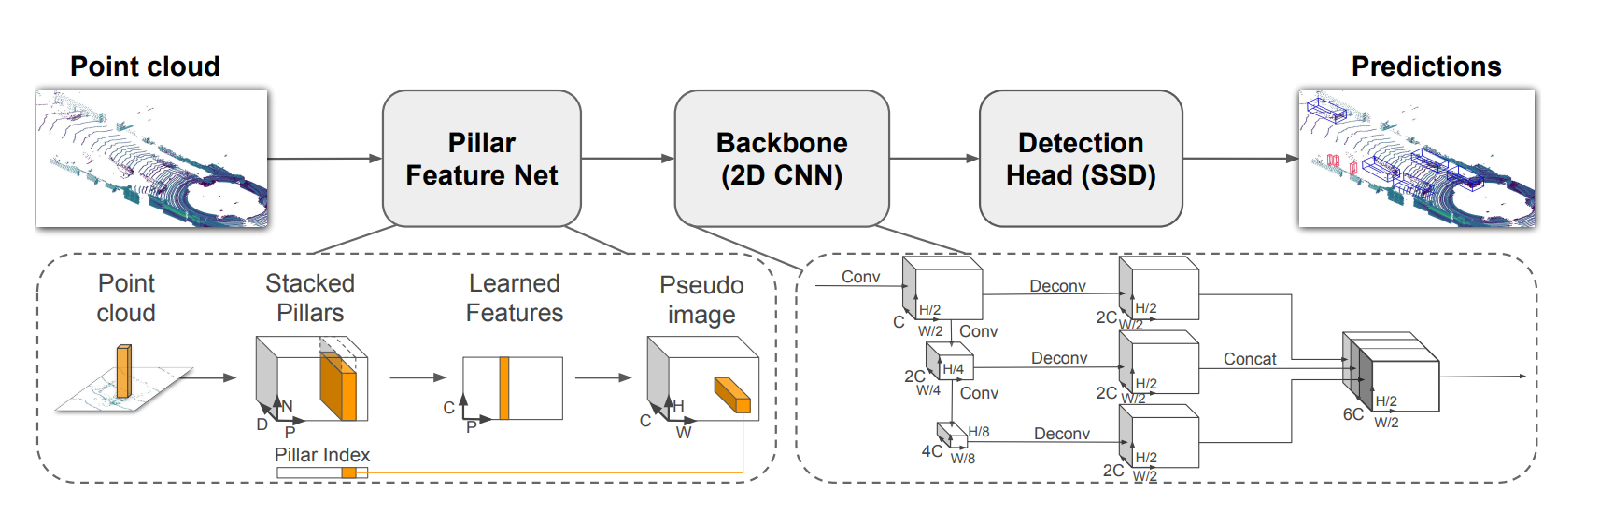 Point cloud
Predictions
Pillar
Feature Net
Backbone
(2D CNN)
Detection
Head (SSD)
Point
cloud
Stacked
Pillars
Learned
Features
Pseudo
image
N
D
P
C
P
H
C
W
Pillar Index
Conv
H/2
C
W/2
Conv
Deconv
2C
H/2
W/2
H/4
2C
W/4
Conv
Deconv
2C
H/2
W/2
Concat
H/8
4C
W/8
Deconv
2C
H/2
W/2
H/2
6C
W/2